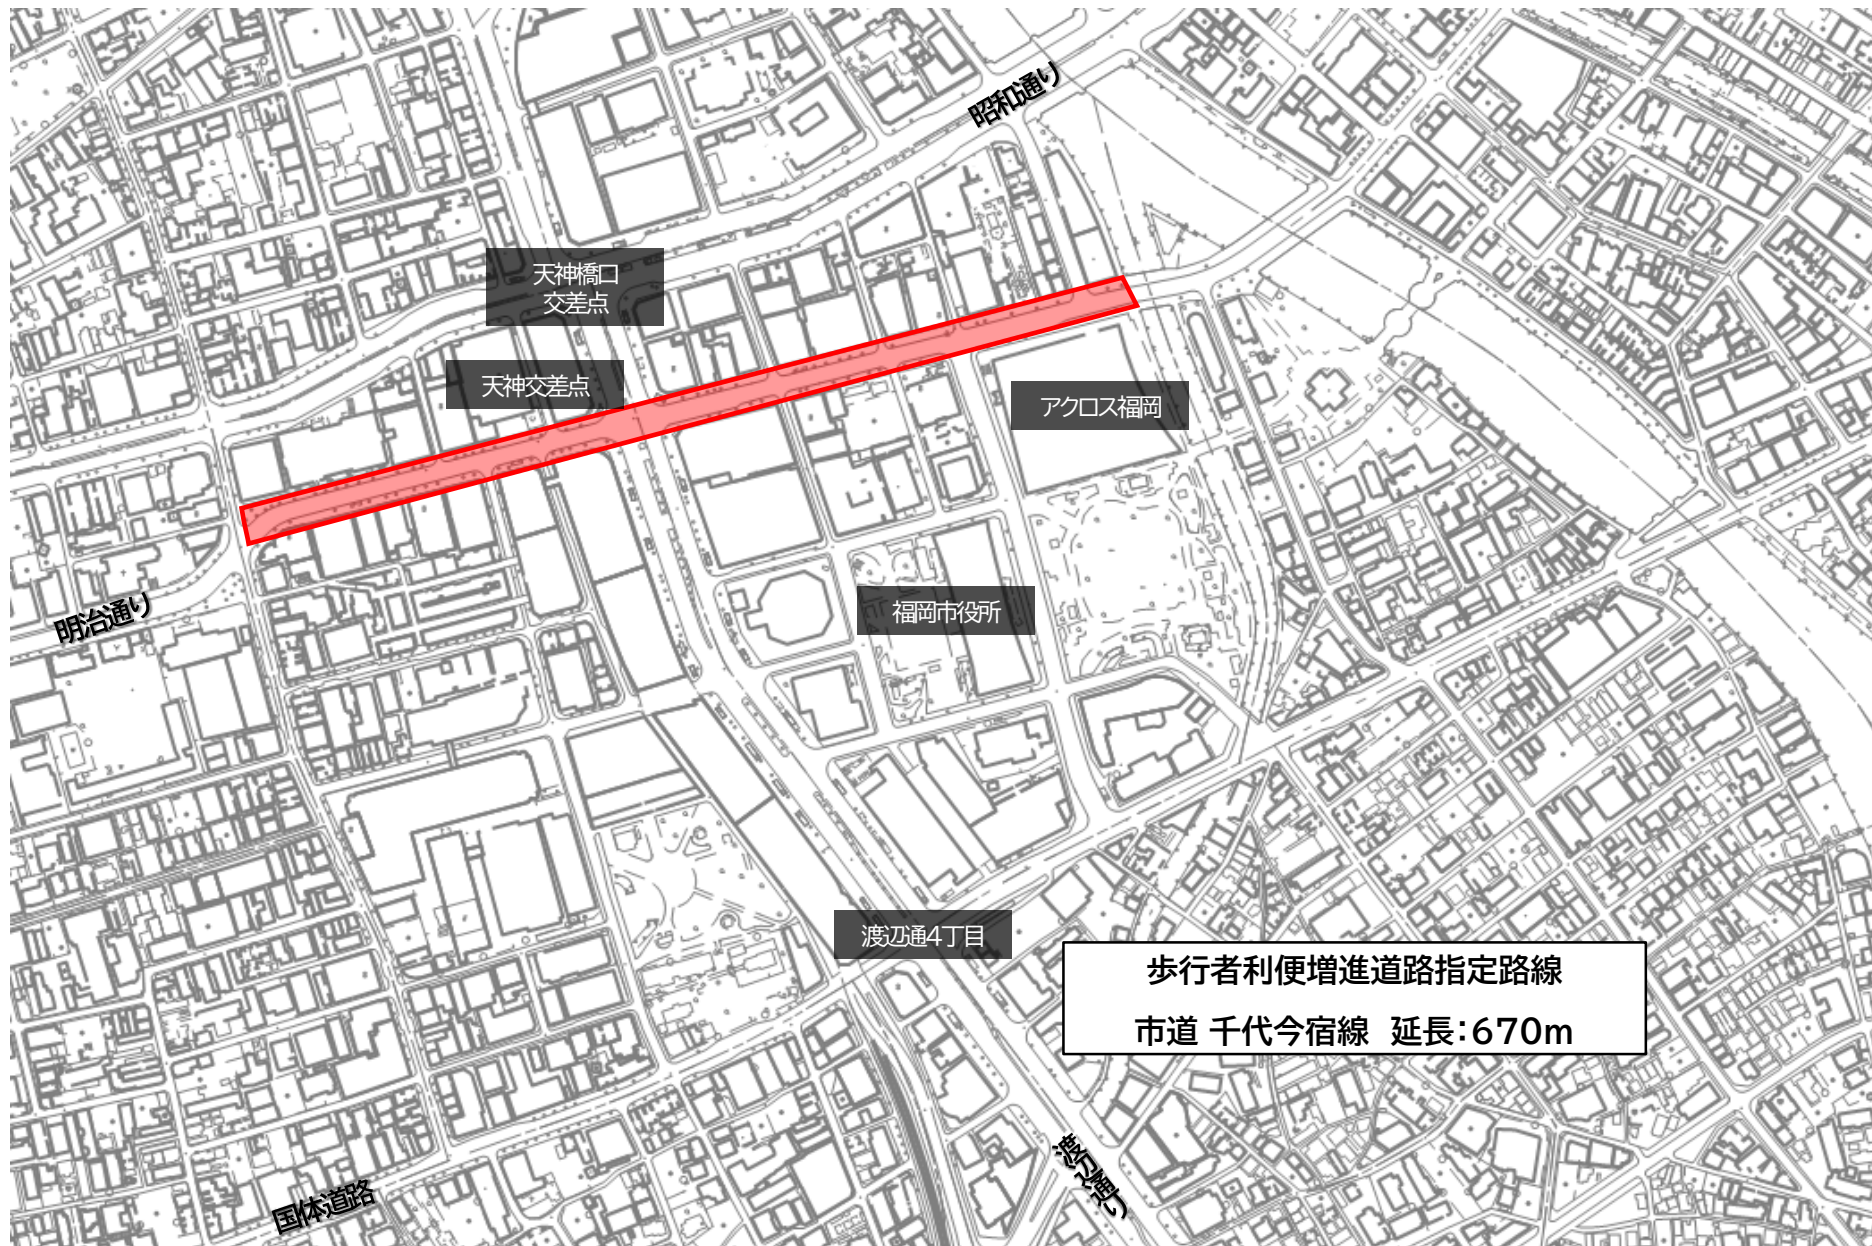 昭和通り
天神橋口
交差点
天神交差点
アクロス福岡
福岡市役所
明治通り
渡辺通4丁目
歩行者利便増進道路指定路線
市道 千代今宿線 延長：670m
渡辺通り
国体道路